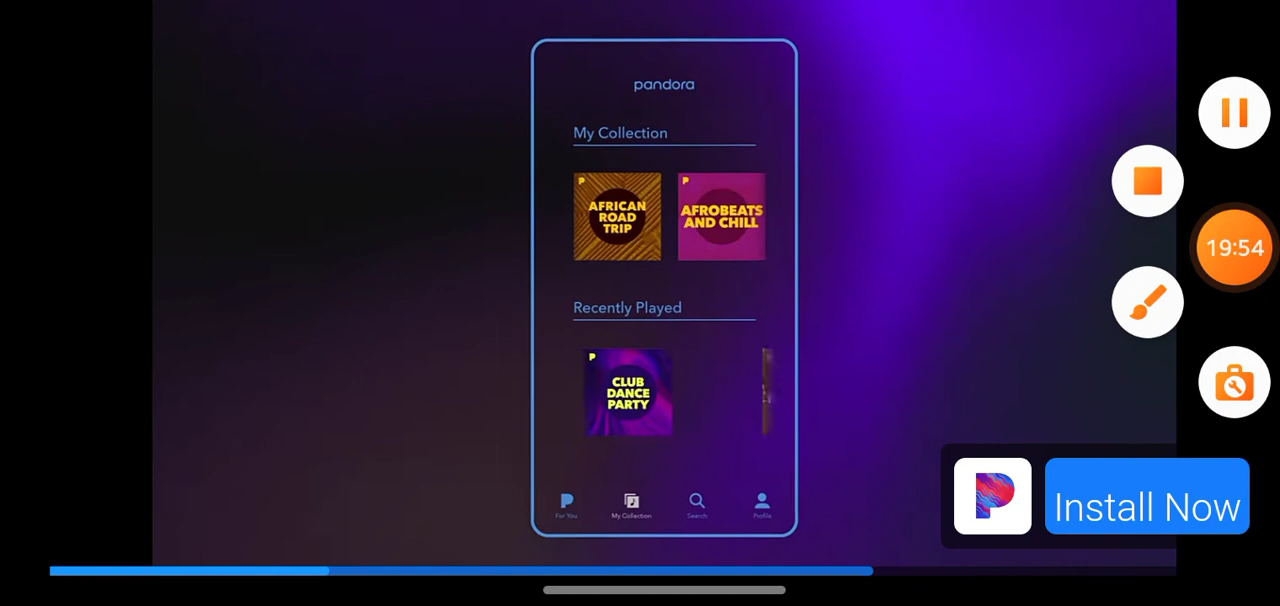 pandora
My Collection
AFRICAN
ROAD
TRIP
AFROBEATS
AND CHILL
Recently Played
CLUB
DANCE
PARTY
For You
My Collection
Search
Profile
19:54
Install Now